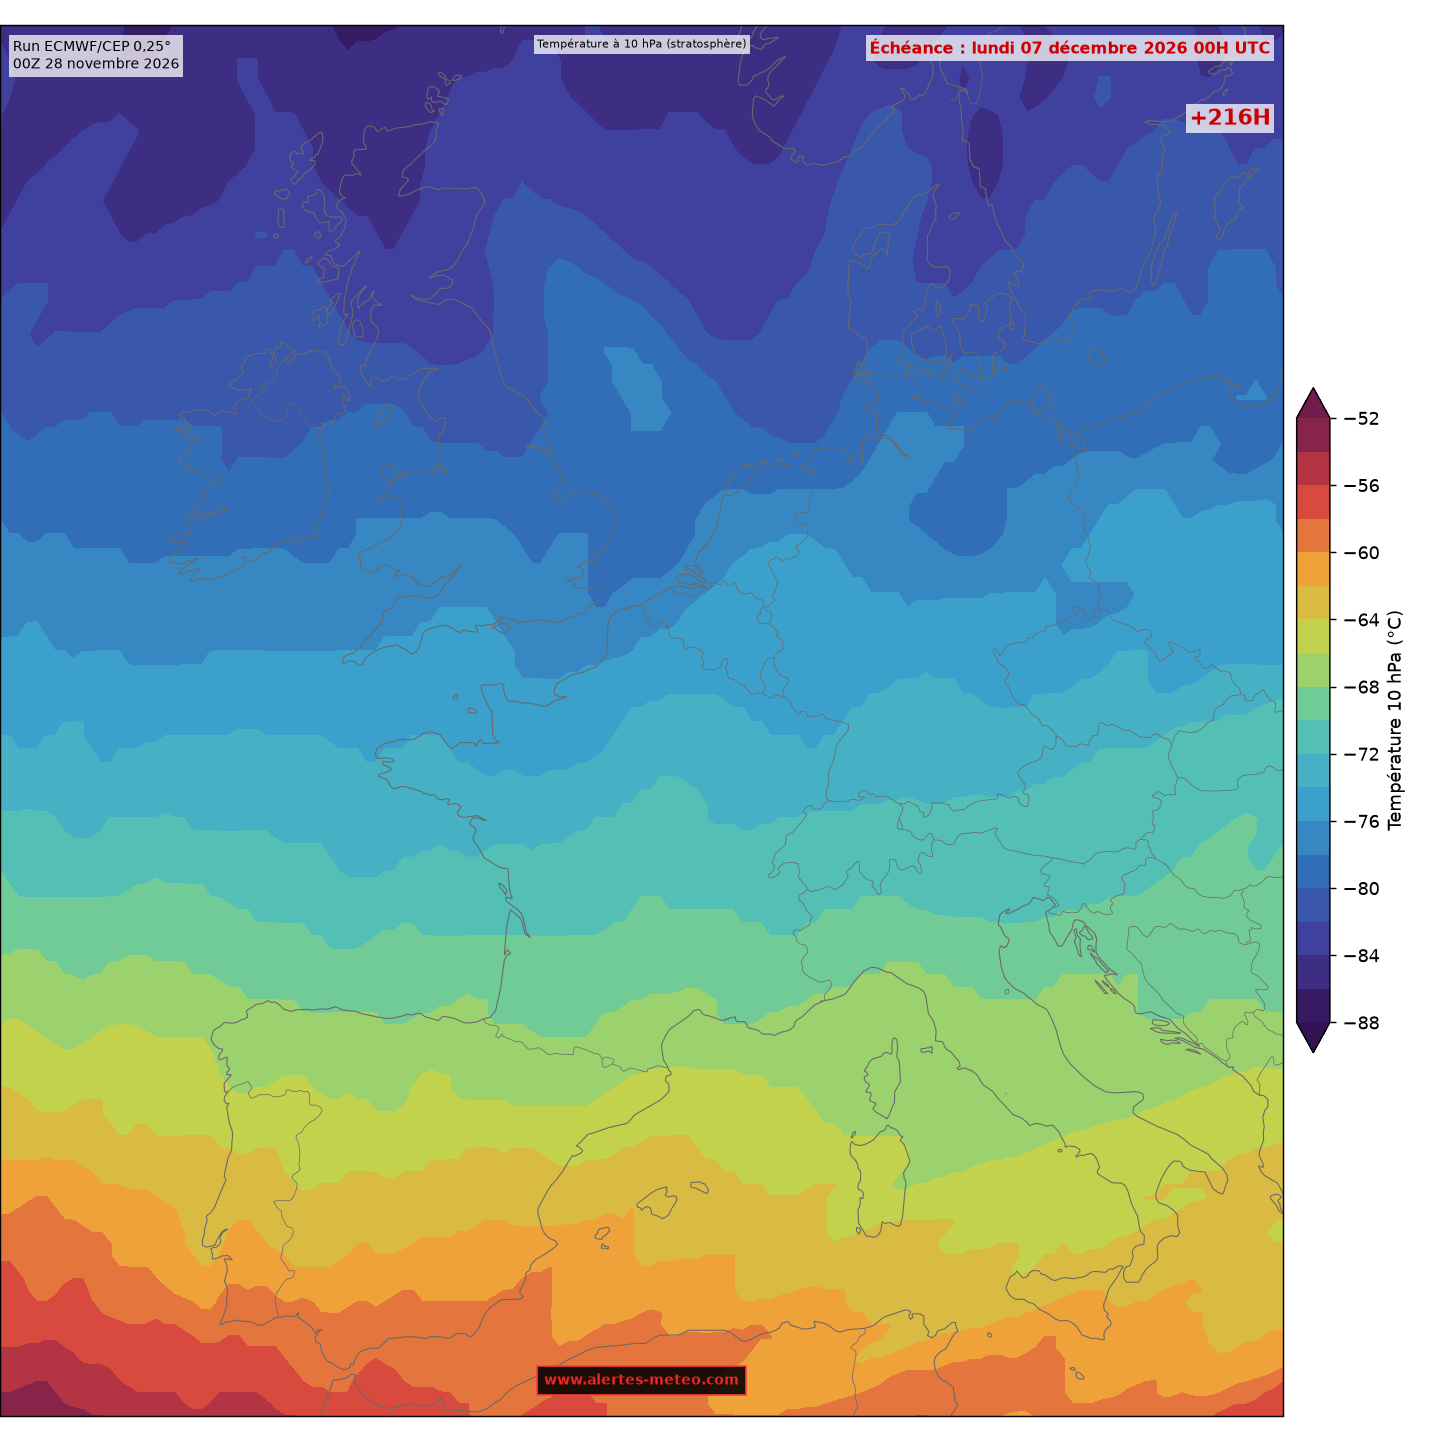 Run ECMWF/CEP 0,25°
00Z 28 novembre 2026
Température à 10 hPa (stratosphère)
Échéance : lundi 07 décembre 2026 00H UTC
+216H
−52
−56
−60
−64
−68
−72
−76
−80
−84
−88
Température 10 hPa (°C)
www.alertes-meteo.com